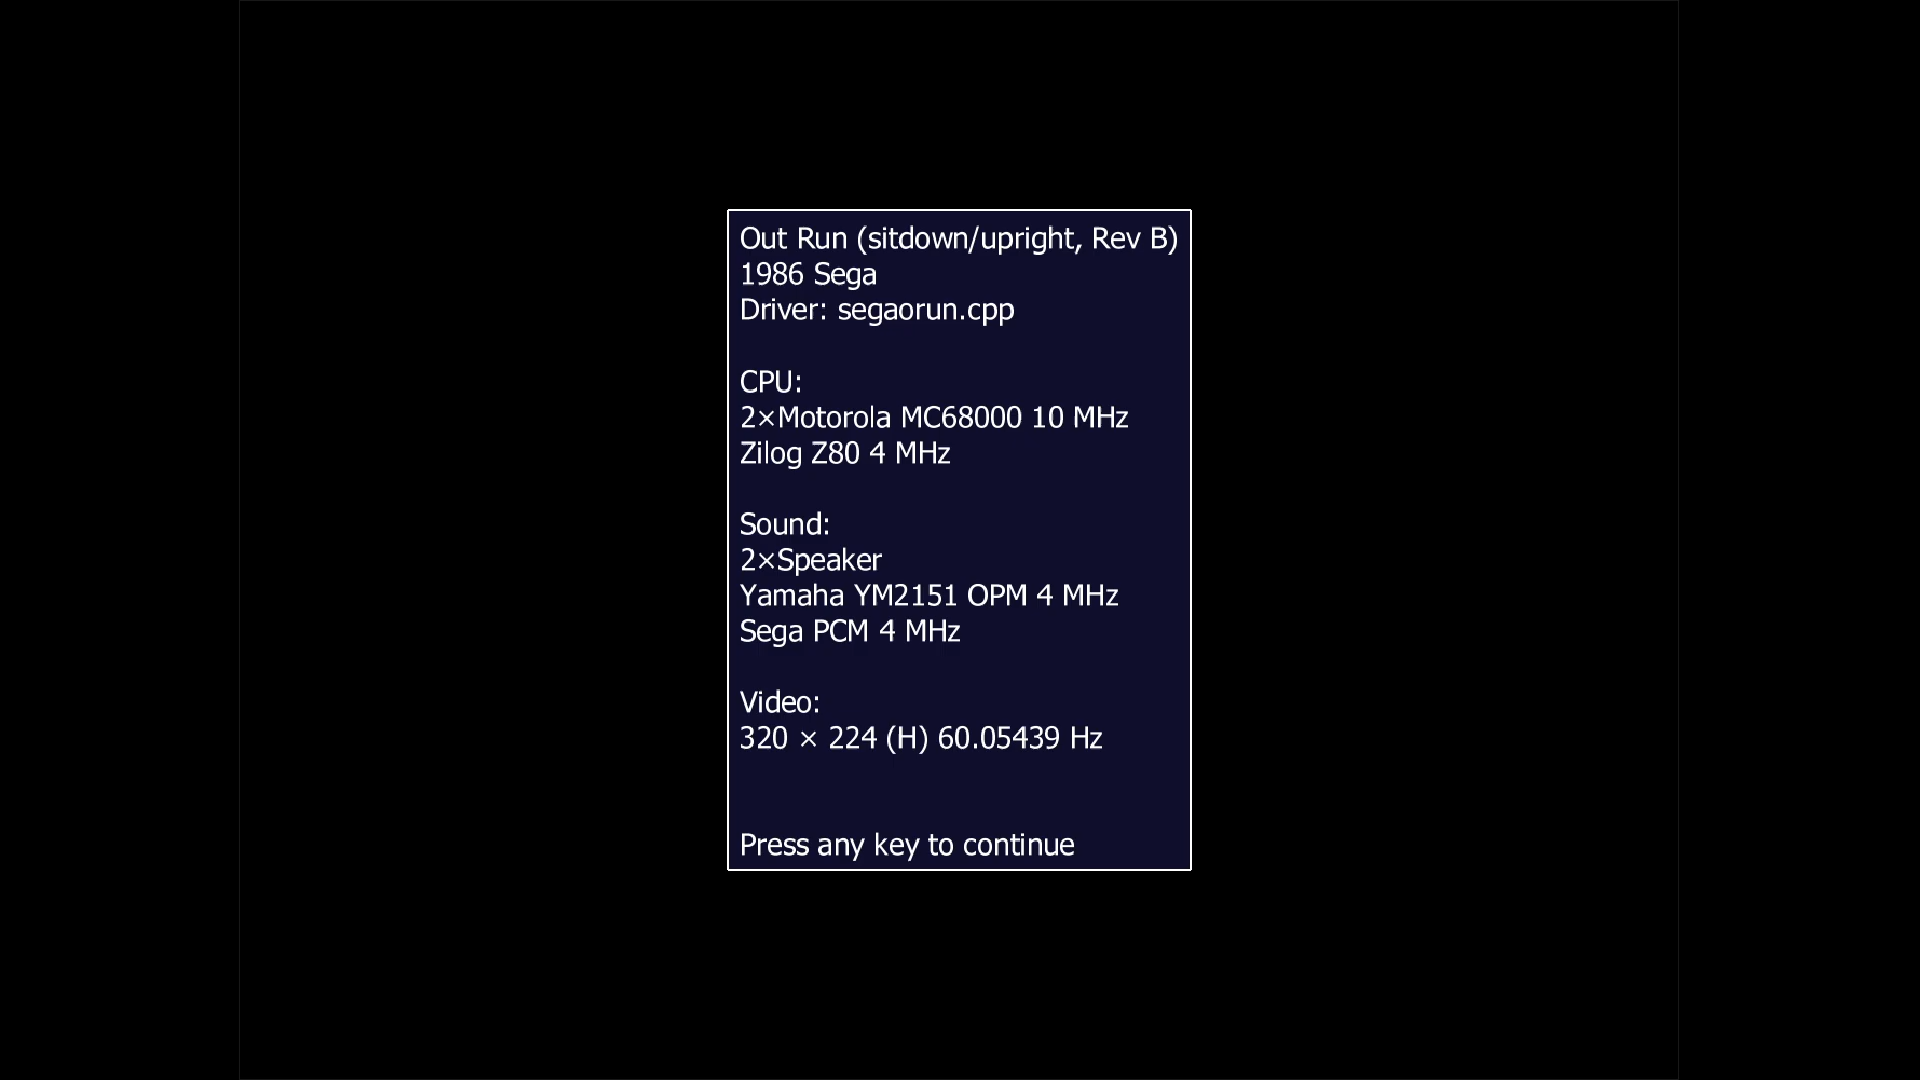 Out Run (sitdown/upright, Rev B)
1986 Sega
Driver: segaorun.cpp
CPU:
2×Motorola MC68000 10 MHz
Zilog Z80 4 MHz
Sound:
2×Speaker
Yamaha YM2151 OPM 4 MHz
Sega PCM 4 MHz
Video:
320 × 224 (H) 60.05439 Hz
Press any key to continue